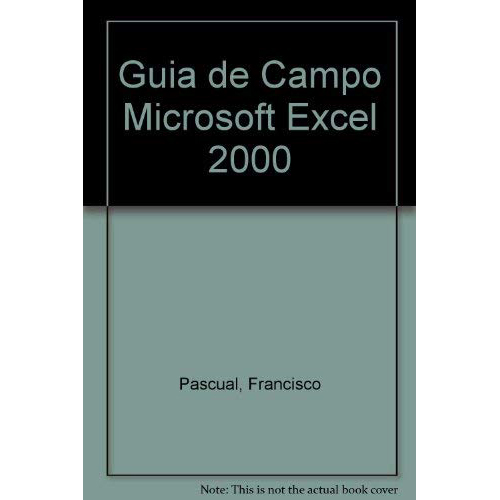 Guia de Campo
Microsoft Excel
2000
Pascual, Francisco
Note: This is not the actual book cover